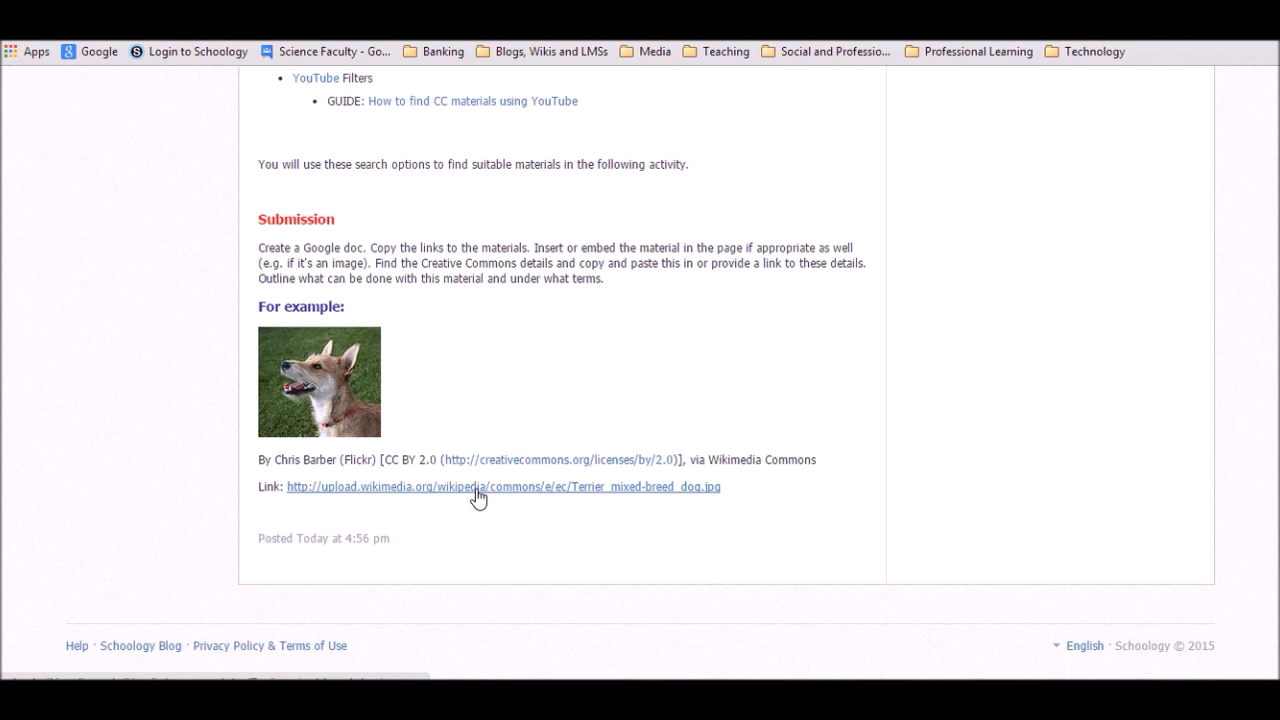 Apps Google Login to Schoology Science Faculty - Go... Banking Blogs, Wikis and LMSs Media Teaching Social and Professio... Professional Learning Technology
YouTube Filters
GUIDE: How to find CC materials using YouTube
You will use these search options to find suitable materials in the following activity.
Submission
Create a Google doc. Copy the links to the materials. Insert or embed the material in the page if appropriate as well
(e.g. if it's an image). Find the Creative Commons details and copy and paste this in or provide a link to these details.
Outline what can be done with this material and under what terms.
For example:
By Chris Barber (Flickr) [CC BY 2.0 (http://creativecommons.org/licenses/by/2.0)], via Wikimedia Commons
Link: http://upload.wikimedia.org/wikipedia/commons/e/ec/Terrier_mixed-breed_dog.jpg
Posted Today at 4:56 pm
Help · Schoology Blog · Privacy Policy & Terms of Use
English · Schoology © 2015